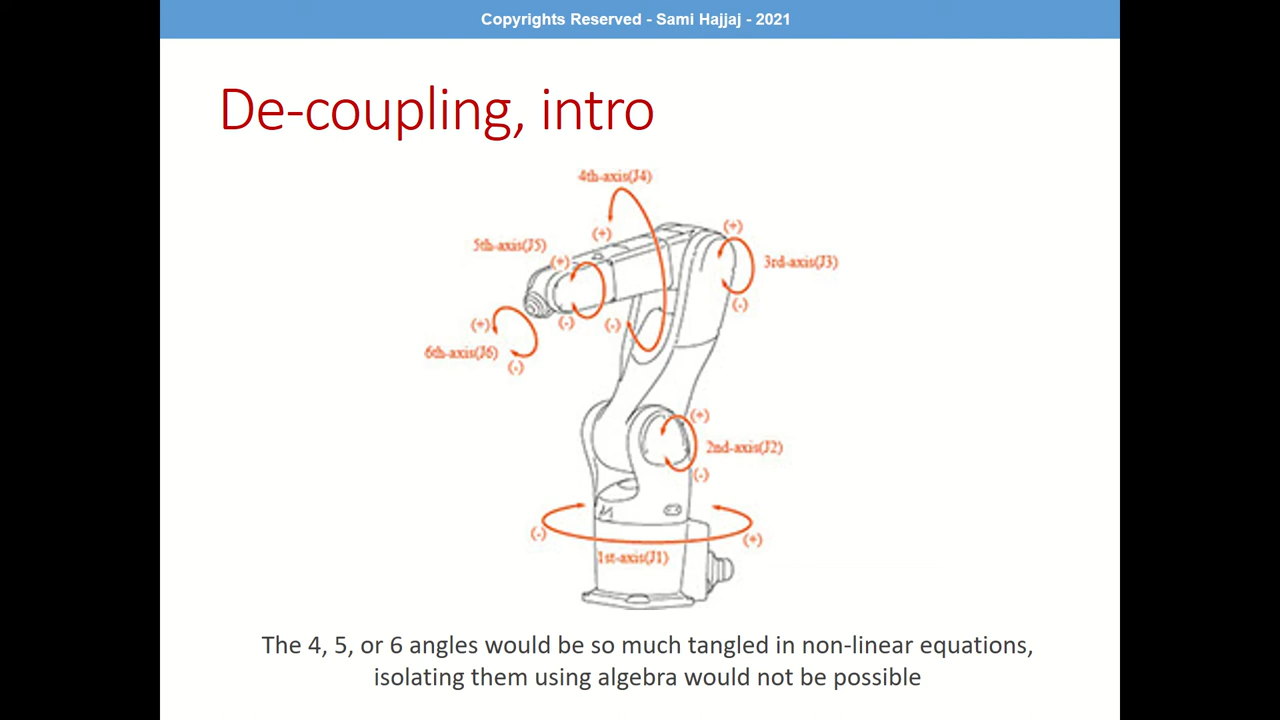 Copyrights Reserved - Sami Hajjaj - 2021
De-coupling, intro
4th-axis(J4)
(+)
(+)
5th-axis(J5)
(+)
3rd-axis(J3)
(-)
(+)
(-)
(-)
6th-axis(J6)
(-)
(+)
2nd-axis(J2)
(-)
(-)
(+)
1st-axis(J1)
The 4, 5, or 6 angles would be so much tangled in non-linear equations,
isolating them using algebra would not be possible